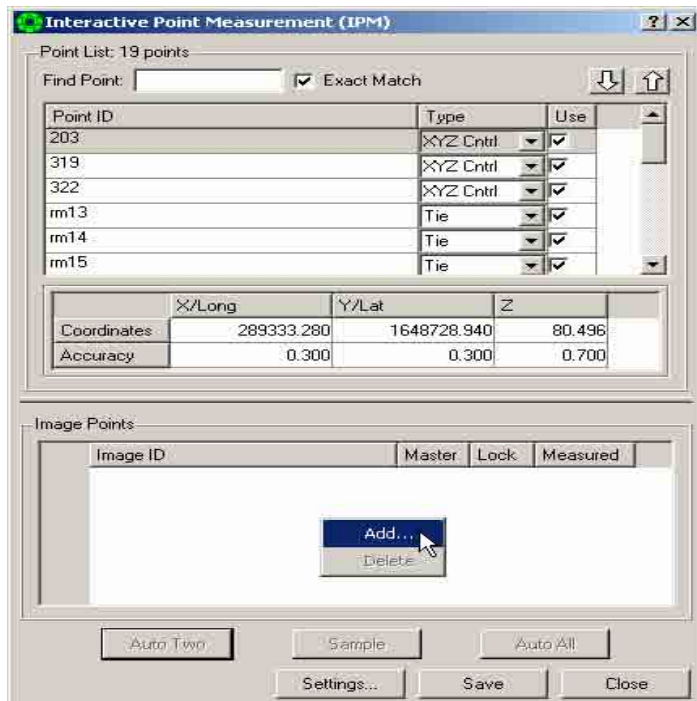 Interactive Point Measurement (IPM)
Point List: 19 points
Find Point: Exact Match
Point ID Type Use
203 XYZ Cntrl
319 XYZ Cntrl
322 XYZ Cntrl
rm13 Tie
rm14 Tie
rm15 Tie
X/Long Y/Lat Z
Coordinates 289333.280 1648728.940 80.496
Accuracy 0.300 0.300 0.700
Image Points
Image ID Master Lock Measured
Add...
Delete
Auto Two Sample Auto All
Settings... Save Close